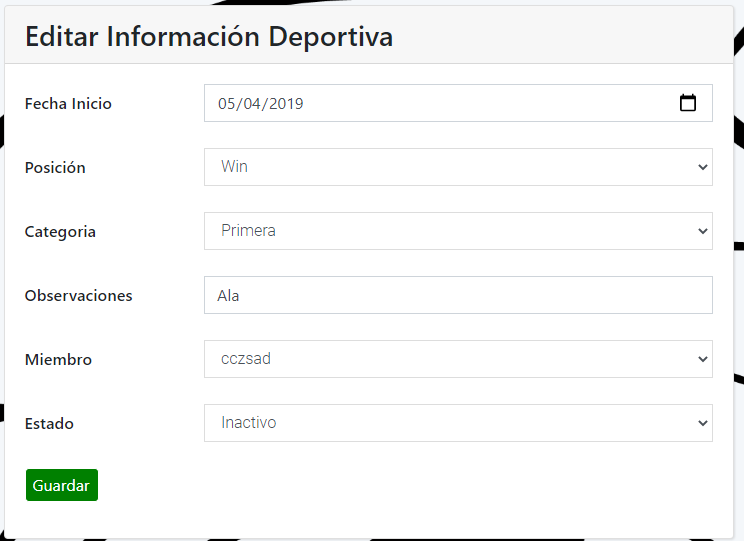 Editar Información Deportiva
Fecha Inicio 05/04/2019
Posición Win
Categoria Primera
Observaciones Ala
Miembro cczsad
Estado Inactivo
Guardar